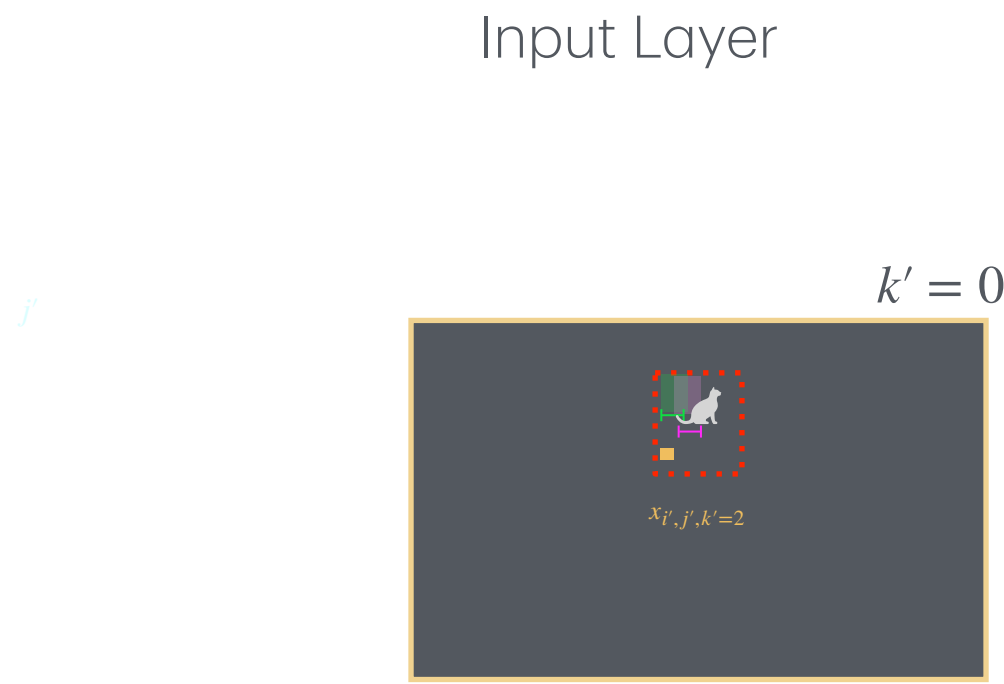 Input Layer
k′ = 0
j′
x_{i′,j′,k′=2}